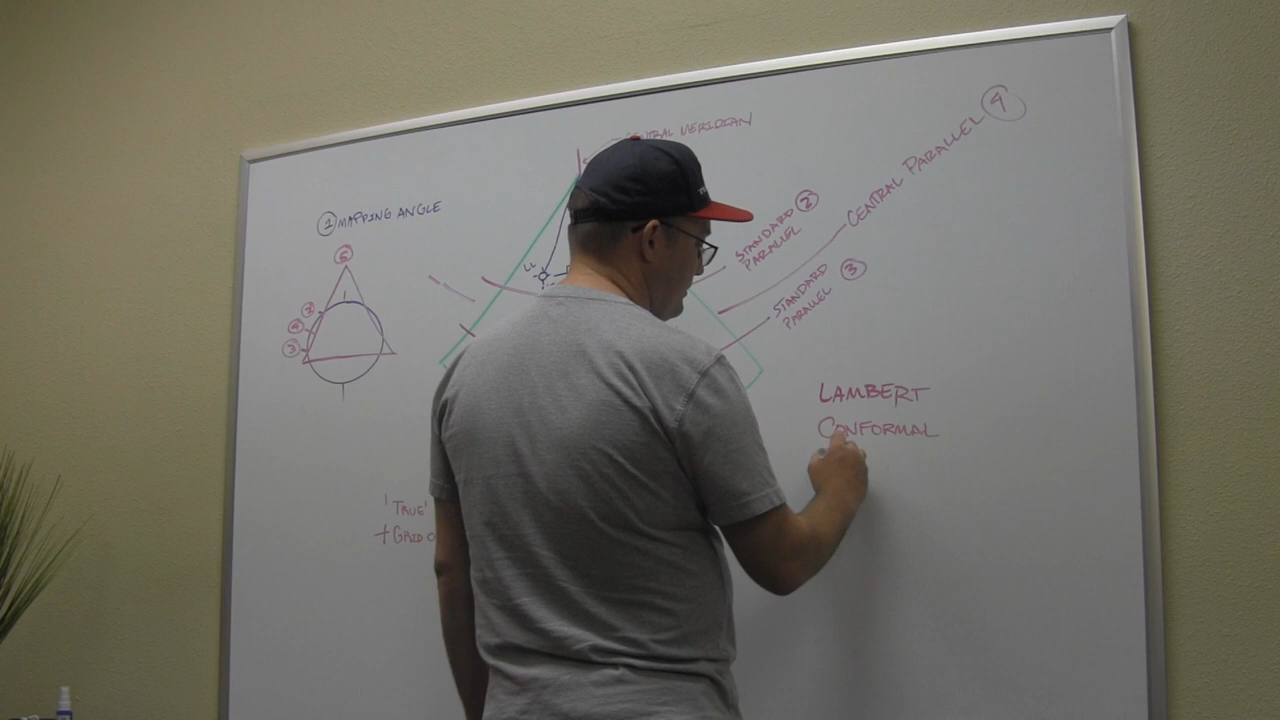 CENTRAL MERIDIAN
4
CENTRAL PARALLEL
STANDARD 2
PARALLEL
1 MAPPING ANGLE
STANDARD 3
PARALLEL
LL
2
4
3
LAMBERT
CONFORMAL
'TRUE'
+GRID